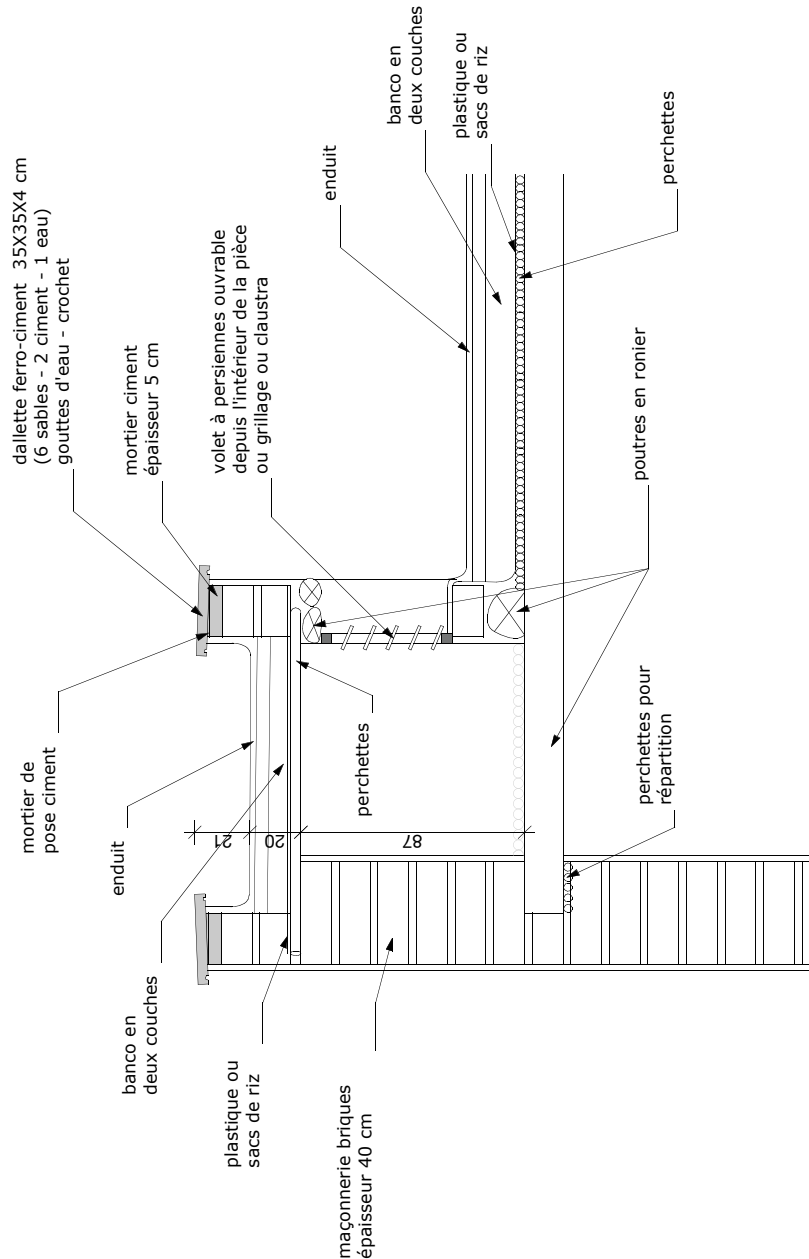 dallette ferro-ciment 35X35X4 cm
(6 sables - 2 ciment - 1 eau)
gouttes d'eau - crochet
mortier ciment
épaisseur 5 cm
volet à persiennes ouvrable
depuis l'intérieur de la pièce
ou grillage ou claustra
enduit
banco en
deux couches
plastique ou
sacs de riz
perchettes
poutres en ronier
mortier de
pose ciment
enduit
banco en
deux couches
plastique ou
sacs de riz
maçonnerie briques
épaisseur 40 cm
perchettes
perchettes pour
répartition
21
20
87